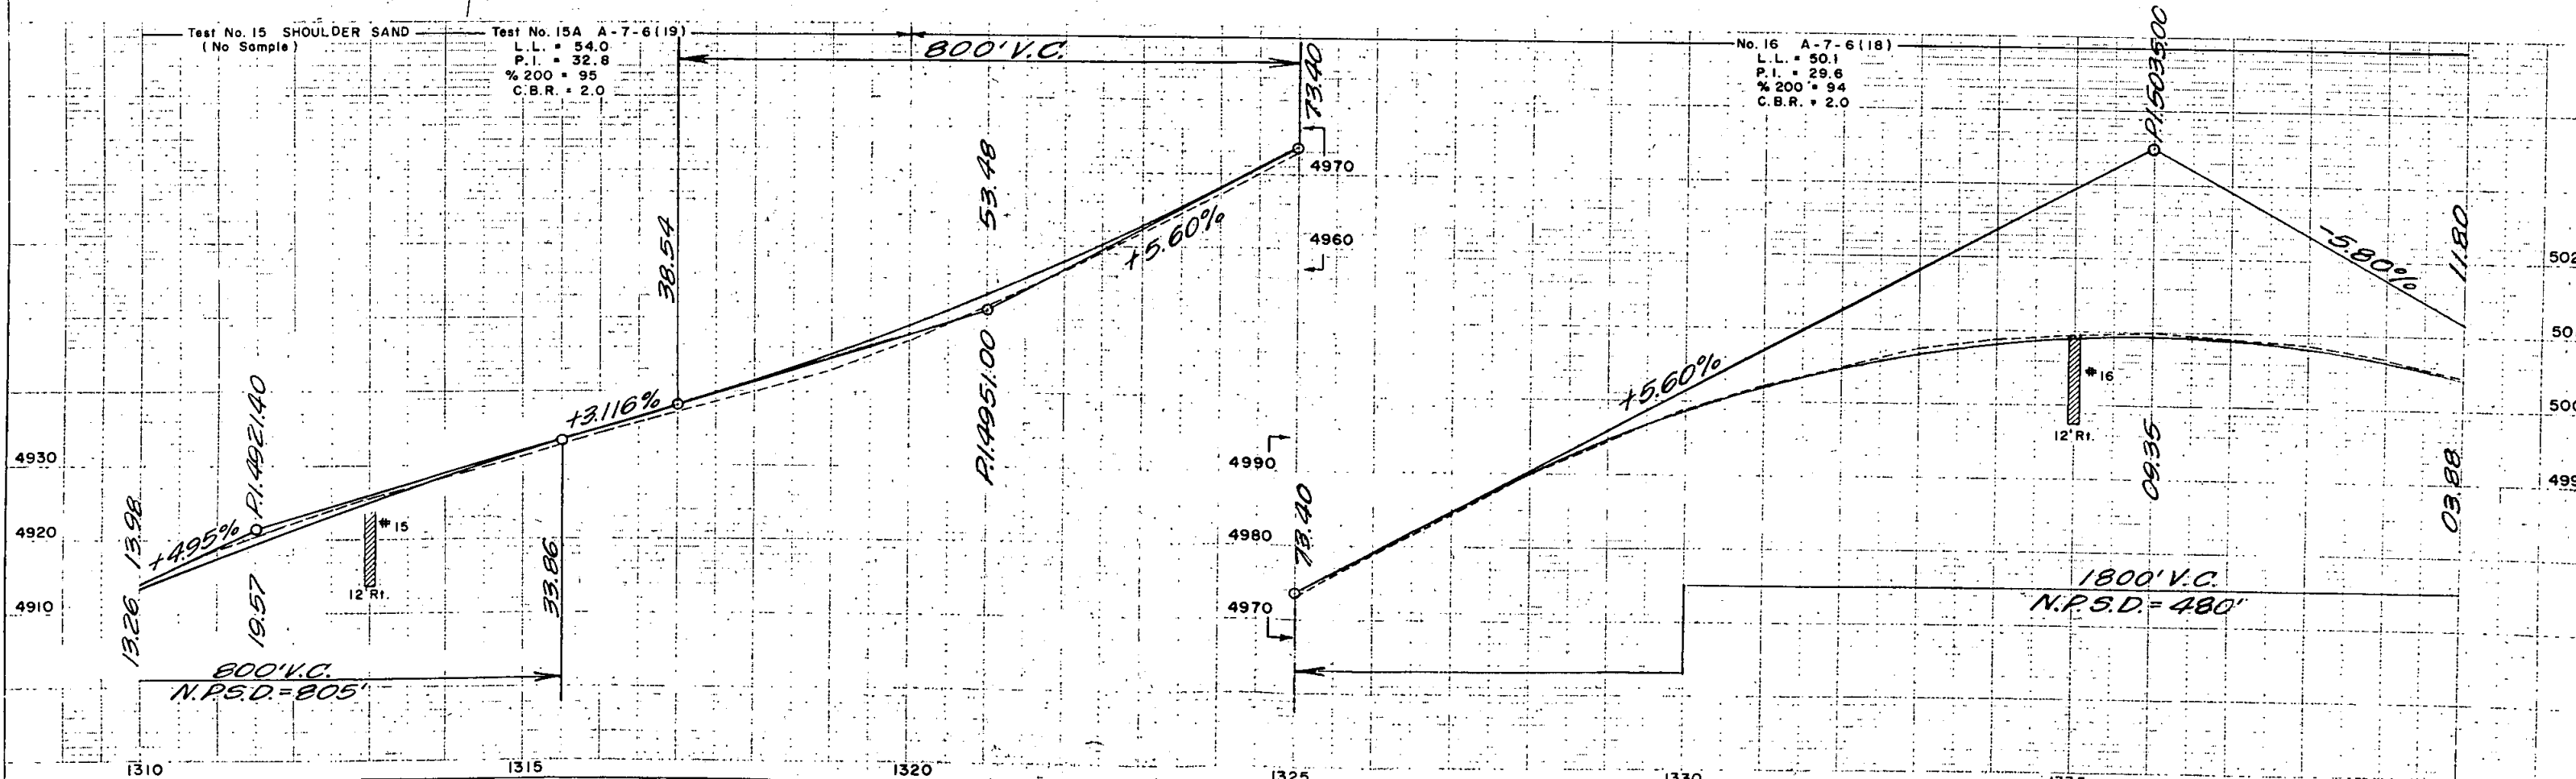 Test No. 15 SHOULDER SAND
(No Sample)
Test No. 15A A-7-6(19)
L.L. = 54.0
P.I. = 32.8
% 200 = 95
C.B.R. = 2.0
800' V.C.
73.40
No. 16 A-7-6(18)
L.L. = 50.1
P.I. = 29.6
% 200 = 94
C.B.R. = 2.0
P.I. 5035.00
4970
4960
53.48
+5.60%
38.54
-5.80%
11.80
P.I. 4951.00
+3.116%
P.I. 4921.40
+5.60%
#16
12' Rt.
09.35
03.88
4930
4920
4910
13.98
+4.95%
#15
12' Rt.
13.26
19.57
33.86
4990
4980
4970
73.40
800' V.C.
N.P.S.D. = 805'
1800' V.C.
N.P.S.D. = 480'
1310
1315
1320
1325
1330